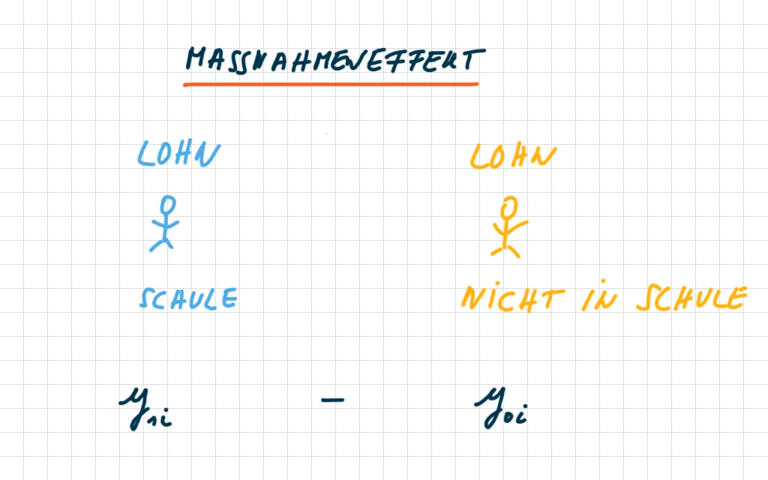 MASSNAHMENEFFEKT
LOHN LOHN
SCHULE NICHT IN SCHULE
y1i - y0i